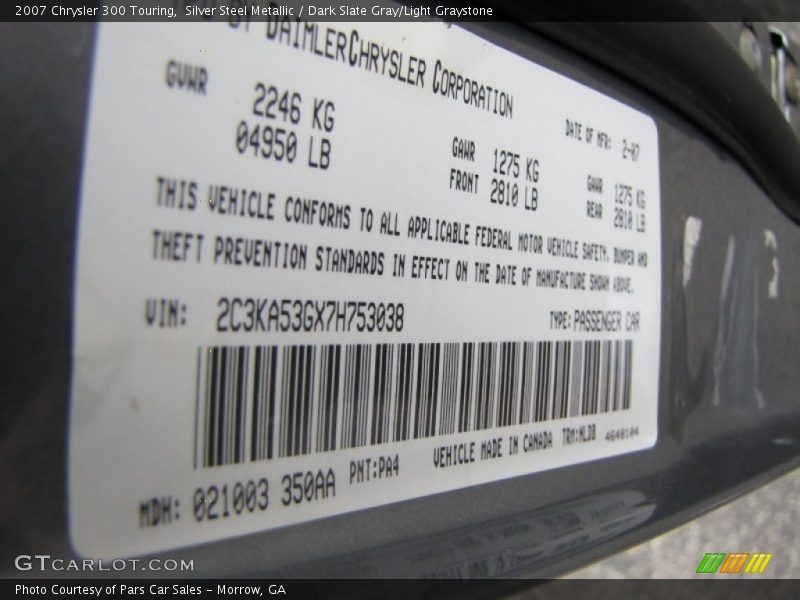 2007 Chrysler 300 Touring, Silver Steel Metallic / Dark Slate Gray/Light Graystone
BY DAIMLERCHRYSLER CORPORATION
DATE OF MFR: 2-07
GVWR
2246 KG
04950 LB
GAWR 1275 KG
FRONT 2810 LB
GAWR 1275 KG
REAR 2810 LB
THIS VEHICLE CONFORMS TO ALL APPLICABLE FEDERAL MOTOR VEHICLE SAFETY, BUMPER AND
THEFT PREVENTION STANDARDS IN EFFECT ON THE DATE OF MANUFACTURE SHOWN ABOVE.
VIN: 2C3KA53GX7H753038
TYPE: PASSENGER CAR
MDH: 021003 350AA PNT:PA4 VEHICLE MADE IN CANADA TRM:NLDB 4648104
GTCARLOT.COM
Photo Courtesy of Pars Car Sales - Morrow, GA